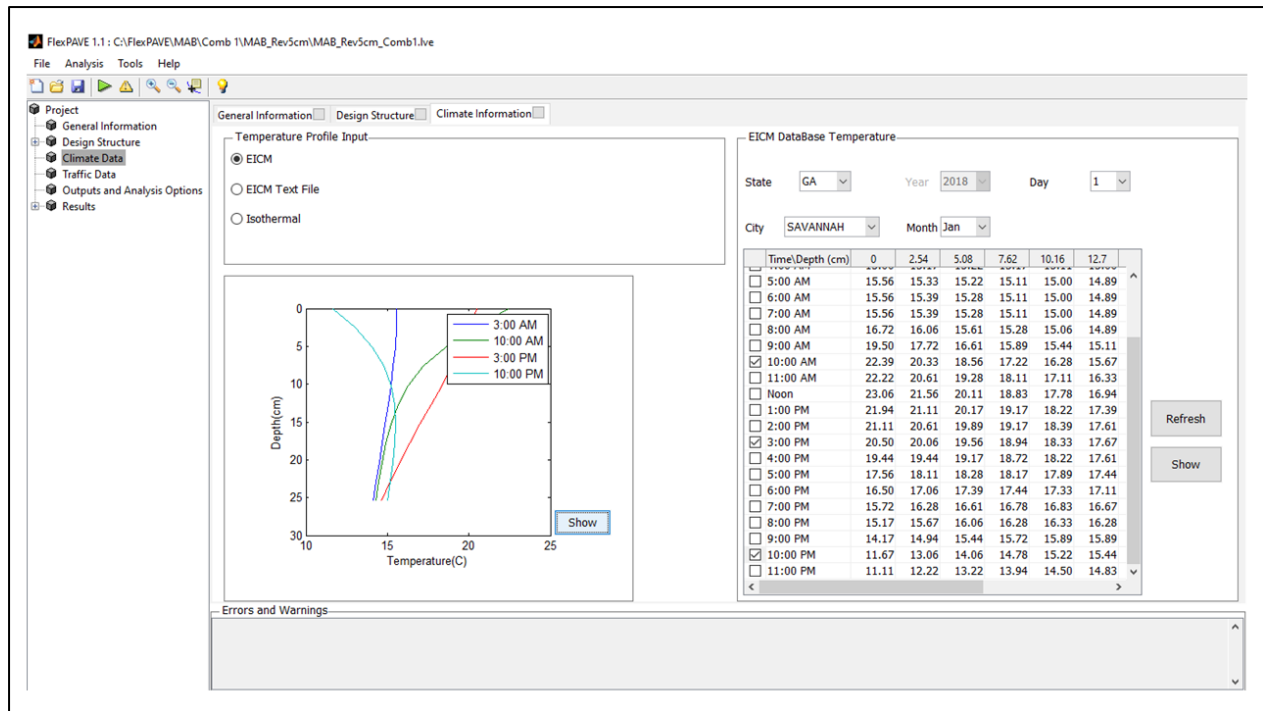 FlexPAVE 1.1 : C:\FlexPAVE\MAB\Comb 1\MAB_Rev5cm\MAB_Rev5cm_Comb1.lve
File Analysis Tools Help
Project
General Information
Design Structure
Climate Data
Traffic Data
Outputs and Analysis Options
Results
General Information Design Structure Climate Information
Temperature Profile Input
EICM
EICM Text File
Isothermal
0
5
10
15
20
25
30
Depth(cm)
10 15 20 25
Temperature(C)
3:00 AM
10:00 AM
3:00 PM
10:00 PM
Show
EICM DataBase Temperature
State GA Year 2018 Day 1
City SAVANNAH Month Jan
Time\Depth (cm) 0 2.54 5.08 7.62 10.16 12.7
5:00 AM 15.56 15.33 15.22 15.11 15.00 14.89
6:00 AM 15.56 15.39 15.28 15.11 15.00 14.89
7:00 AM 15.56 15.39 15.28 15.11 15.00 14.89
8:00 AM 16.72 16.06 15.61 15.28 15.06 14.89
9:00 AM 19.50 17.72 16.61 15.89 15.44 15.11
10:00 AM 22.39 20.33 18.56 17.22 16.28 15.67
11:00 AM 22.22 20.61 19.28 18.11 17.11 16.33
Noon 23.06 21.56 20.11 18.83 17.78 16.94
1:00 PM 21.94 21.11 20.17 19.17 18.22 17.39
2:00 PM 21.11 20.61 19.89 19.17 18.39 17.61
3:00 PM 20.50 20.06 19.56 18.94 18.33 17.67
4:00 PM 19.44 19.44 19.17 18.72 18.22 17.61
5:00 PM 17.56 18.11 18.28 18.17 17.89 17.44
6:00 PM 16.50 17.06 17.39 17.44 17.33 17.11
7:00 PM 15.72 16.28 16.61 16.78 16.83 16.67
8:00 PM 15.17 15.67 16.06 16.28 16.33 16.28
9:00 PM 14.17 14.94 15.44 15.72 15.89 15.89
10:00 PM 11.67 13.06 14.06 14.78 15.22 15.44
11:00 PM 11.11 12.22 13.22 13.94 14.50 14.83
Refresh
Show
Errors and Warnings